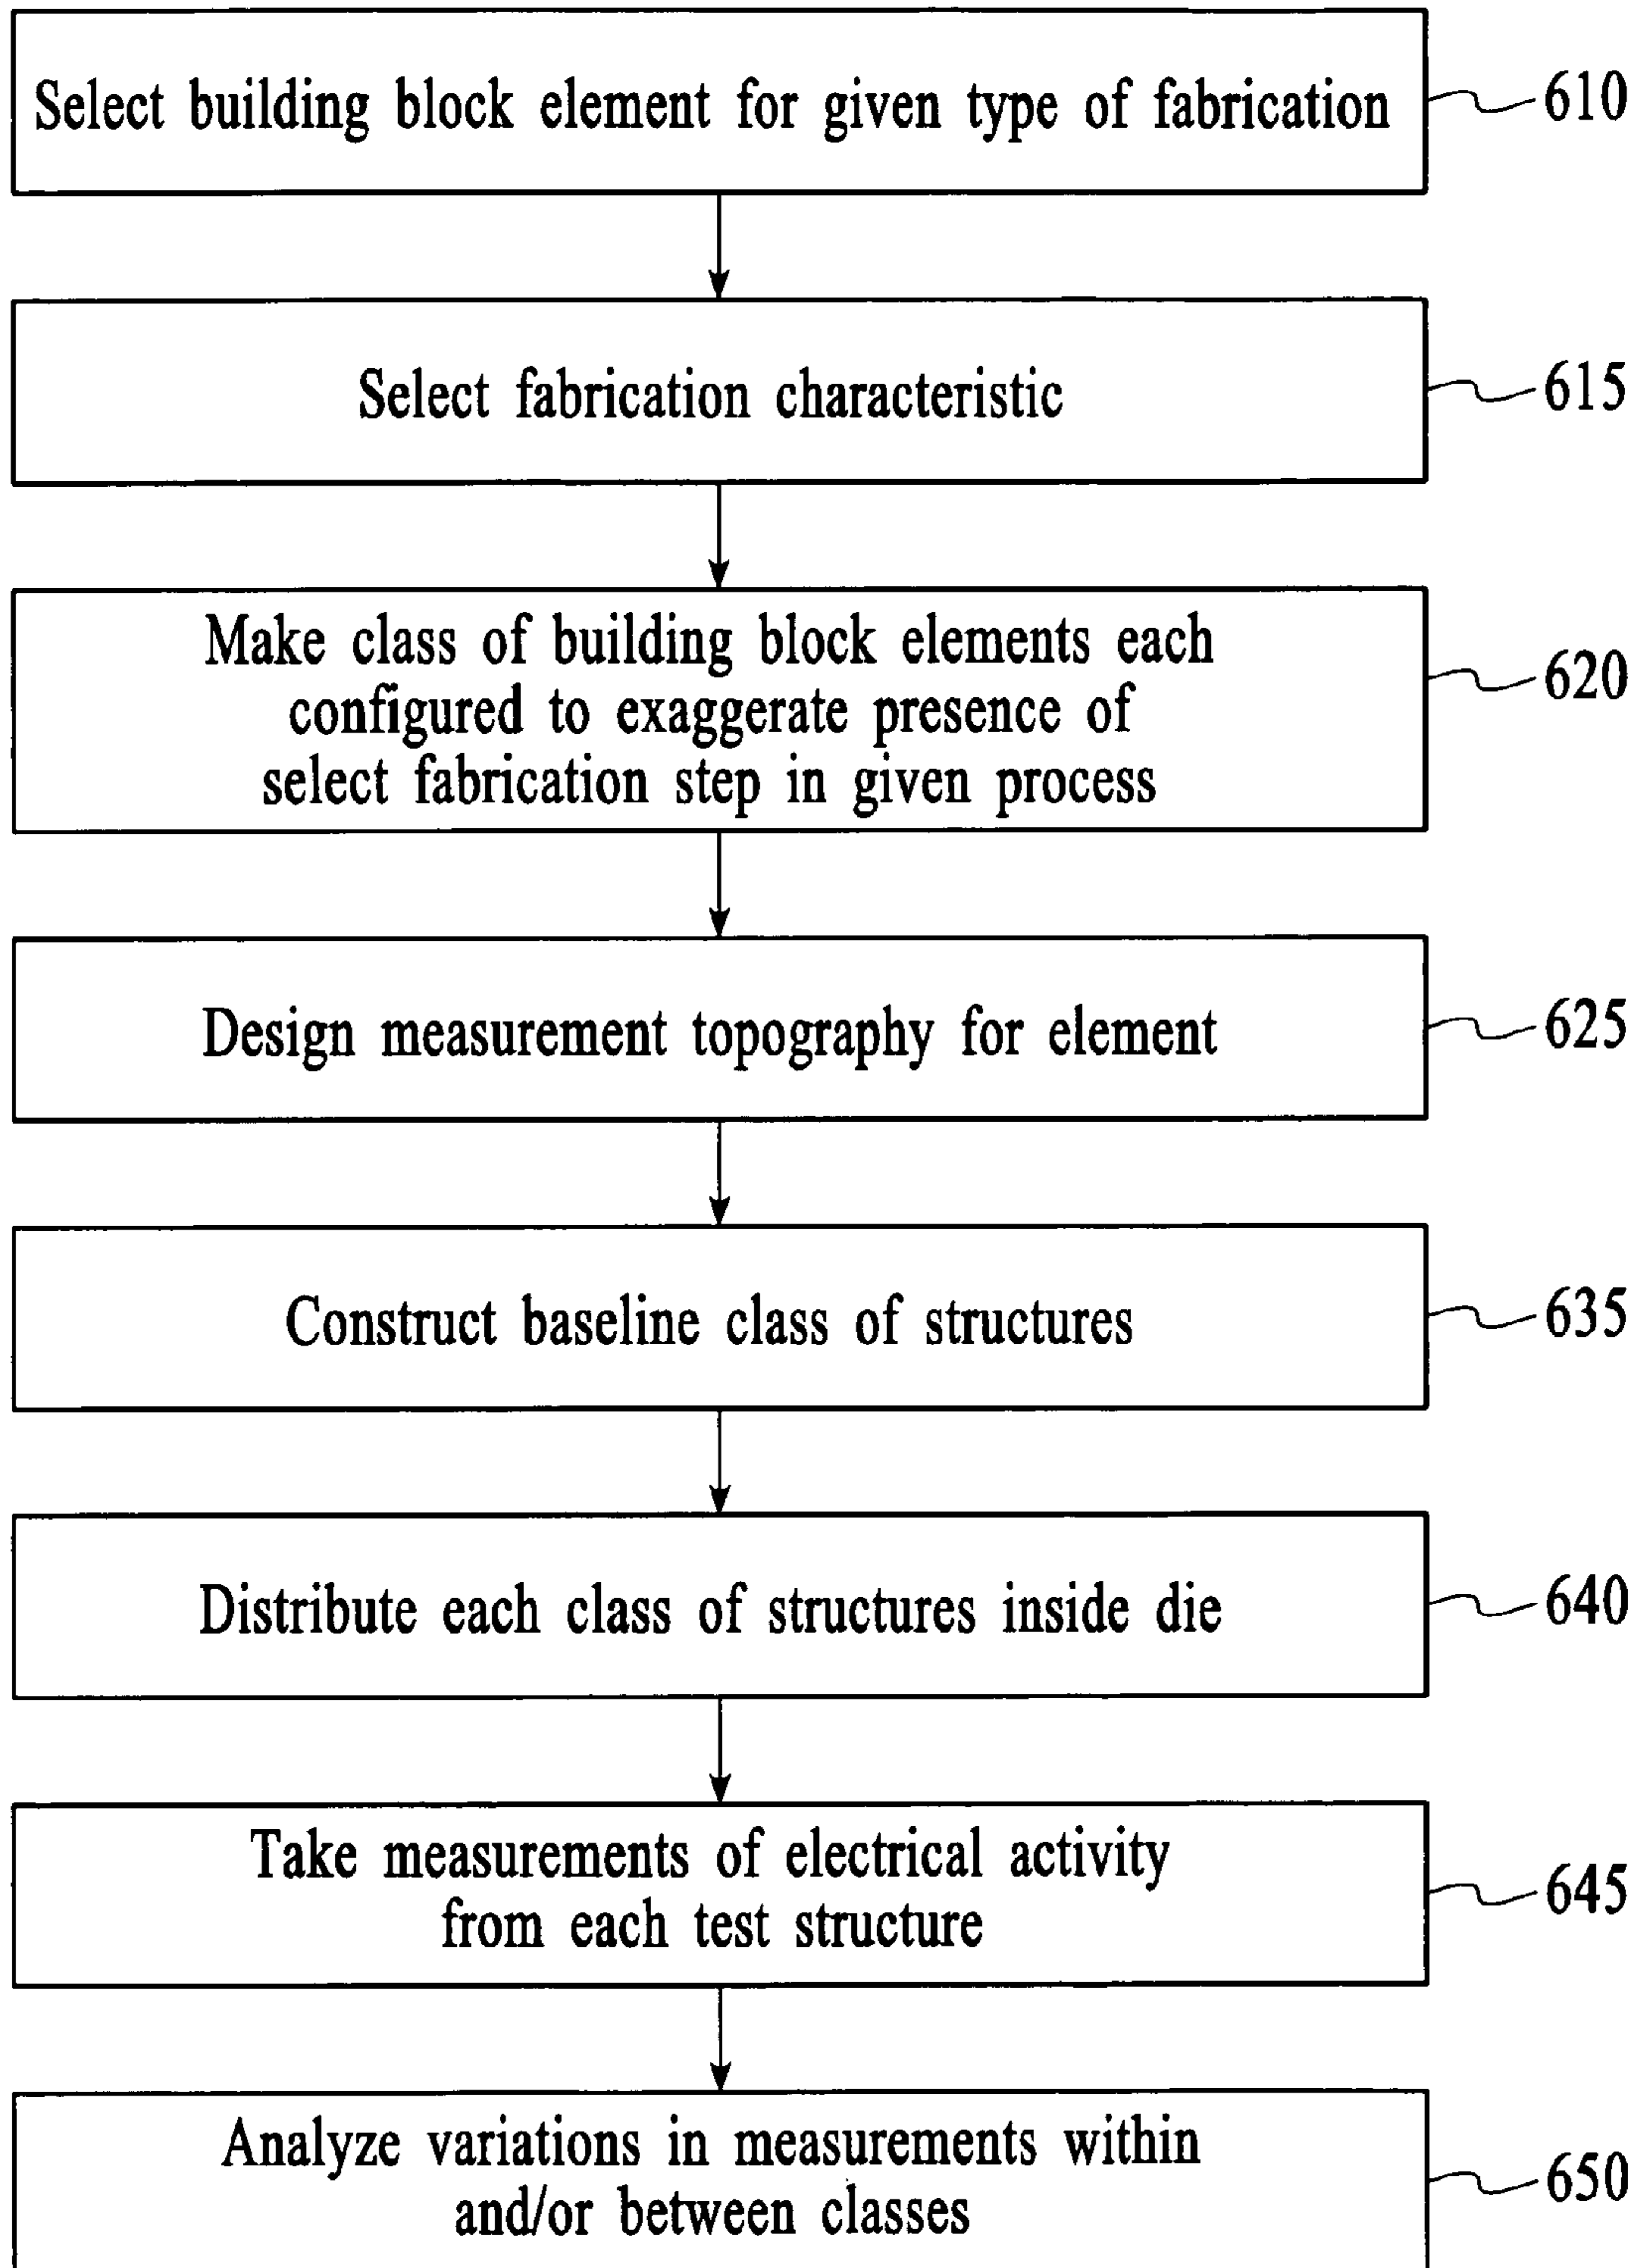 Select building block element for given type of fabrication
610
Select fabrication characteristic
615
Make class of building block elements each
configured to exaggerate presence of
select fabrication step in given process
620
Design measurement topography for element
625
Construct baseline class of structures
635
Distribute each class of structures inside die
640
Take measurements of electrical activity
from each test structure
645
Analyze variations in measurements within
and/or between classes
650